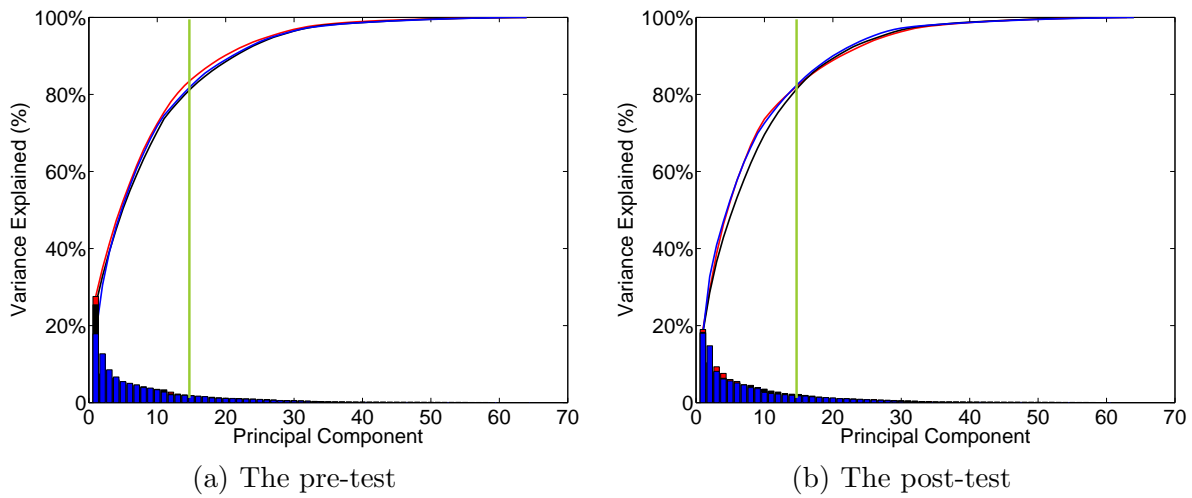 100%
80%
60%
40%
20%
0
Variance Explained (%)
0 10 20 30 40 50 60 70
Principal Component
(a) The pre-test
100%
80%
60%
40%
20%
0
Variance Explained (%)
0 10 20 30 40 50 60 70
Principal Component
(b) The post-test